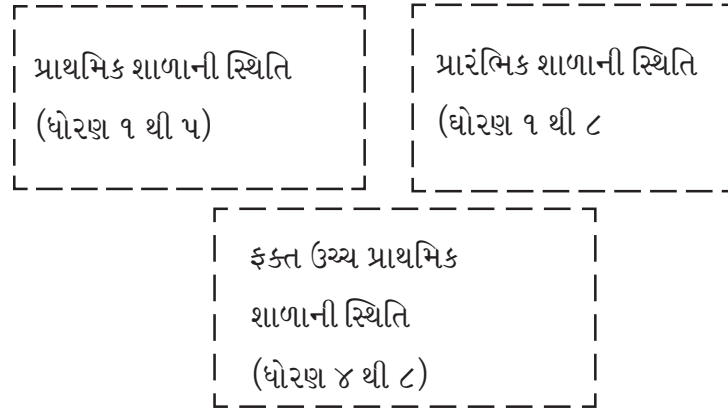 પ્રાથમિક શાળાની સ્થિતિ
(ધોરણ ૧ થી ૫)
પ્રારંભિક શાળાની સ્થિતિ
(ઘોરણ ૧ થી ૮
ફક્ત ઉચ્ચ પ્રાથમિક
શાળાની સ્થિતિ
(ધોરણ ૪ થી ૮)